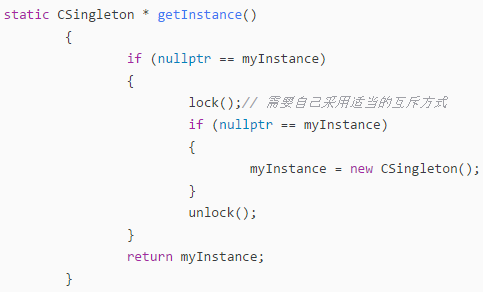 static CSingleton * getInstance()
{
if (nullptr == myInstance)
{
lock();// 需要自己采用适当的互斥方式
if (nullptr == myInstance)
{
myInstance = new CSingleton();
}
unlock();
}
return myInstance;
}